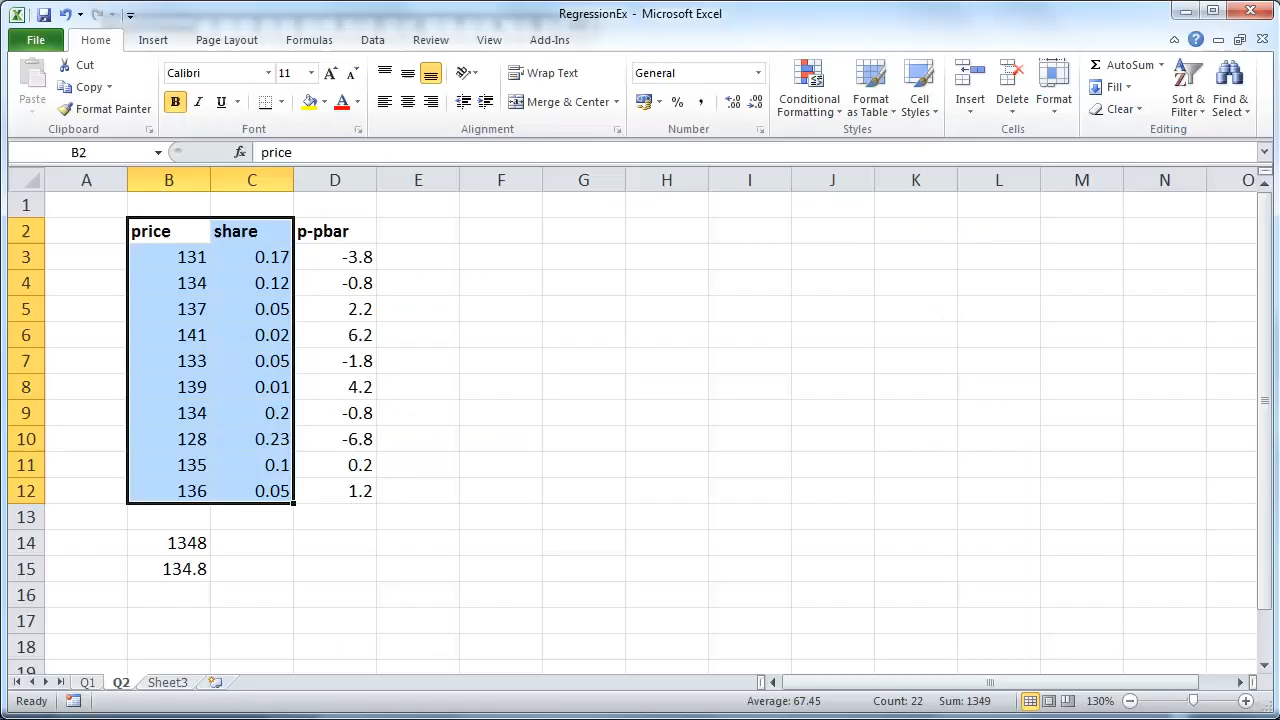 RegressionEx - Microsoft Excel
File Home Insert Page Layout Formulas Data Review View Add-Ins
Paste
Cut
Copy
Format Painter
Clipboard
Calibri 11
B I U
Font
Wrap Text
Merge & Center
Alignment
General
% ,
Number
Conditional Formatting
Format as Table
Cell Styles
Styles
Insert Delete Format
Cells
AutoSum
Fill
Clear
Sort & Filter
Find & Select
Editing
B2 fx price
A B C D E F G H I J K L M N O
1
2 price share p-pbar
3 131 0.17 -3.8
4 134 0.12 -0.8
5 137 0.05 2.2
6 141 0.02 6.2
7 133 0.05 -1.8
8 139 0.01 4.2
9 134 0.2 -0.8
10 128 0.23 -6.8
11 135 0.1 0.2
12 136 0.05 1.2
13
14 1348
15 134.8
16
17
18
19
Q1 Q2 Sheet3
Ready Average: 67.45 Count: 22 Sum: 1349 130%